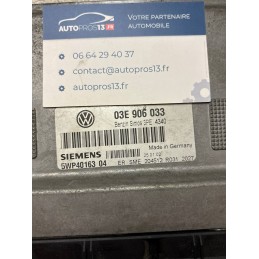 AUTOPROS13.FR
VOTRE PARTENAIRE
AUTOMOBILE
06 64 29 40 37
contact@autopros13.fr
autopros13.fr
03E 906 033
Benzin Simos 3PE 4340
Made in Germany
SIEMENS
5WP40163 04